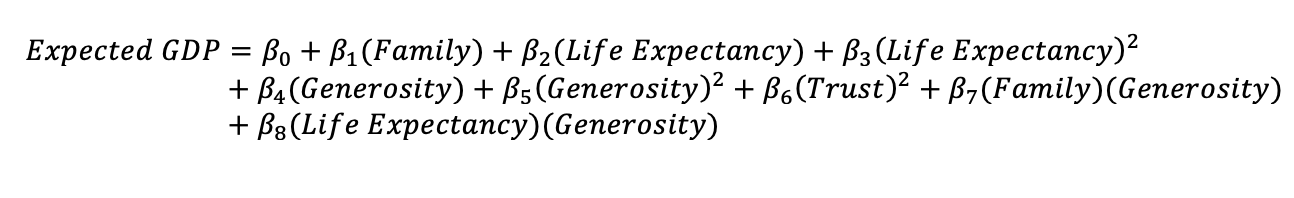 Expected GDP = β₀ + β₁(Family) + β₂(Life Expectancy) + β₃(Life Expectancy)²
+ β₄(Generosity) + β₅(Generosity)² + β₆(Trust)² + β₇(Family)(Generosity)
+ β₈(Life Expectancy)(Generosity)